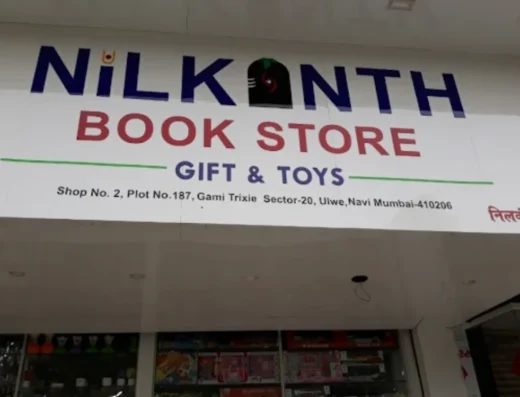 NiLKANTH
BOOK STORE
GIFT & TOYS
Shop No. 2, Plot No.187, Gami Trixie Sector-20, Ulwe,Navi Mumbai-410206